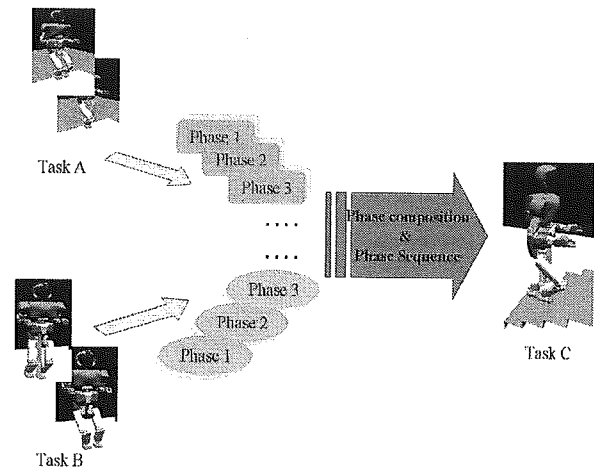 Task A
Phase 1
Phase 2
Phase 3
....
....
Phase 3
Phase 2
Phase 1
Task B
Phase composition
&
Phase Sequence
Task C